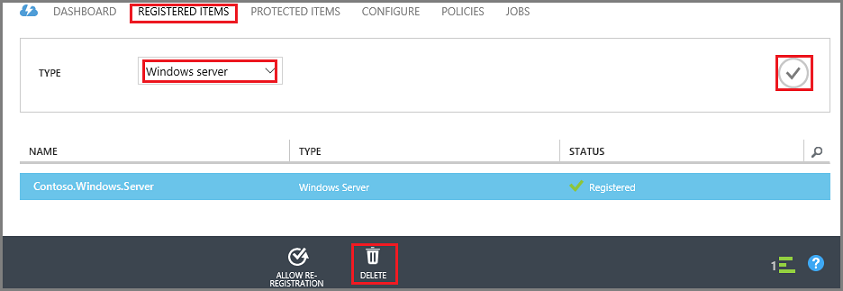 DASHBOARD REGISTERED ITEMS PROTECTED ITEMS CONFIGURE POLICIES JOBS
TYPE Windows server
NAME TYPE STATUS
Contoso.Windows.Server Windows Server Registered
ALLOW RE-
REGISTRATION
DELETE
1
?